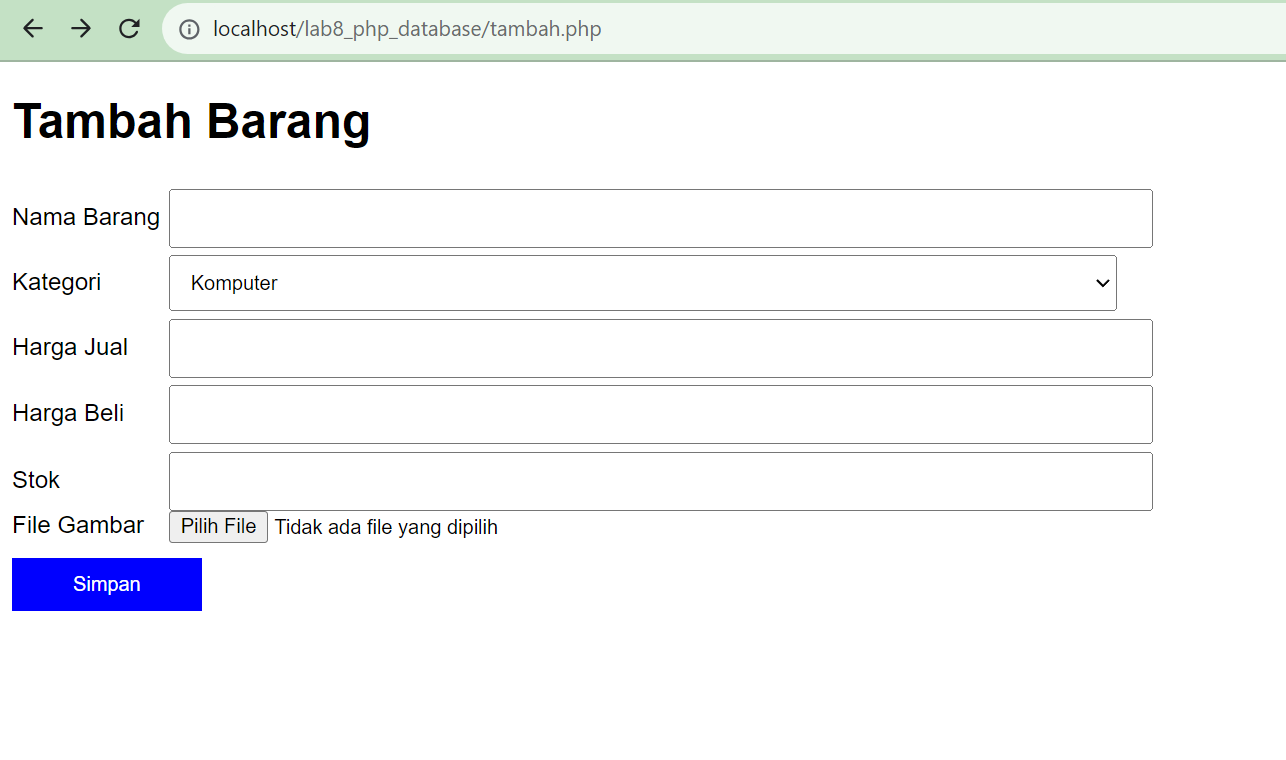 localhost/lab8_php_database/tambah.php
Tambah Barang
Nama Barang
Kategori Komputer
Harga Jual
Harga Beli
Stok
File Gambar Pilih File Tidak ada file yang dipilih
Simpan